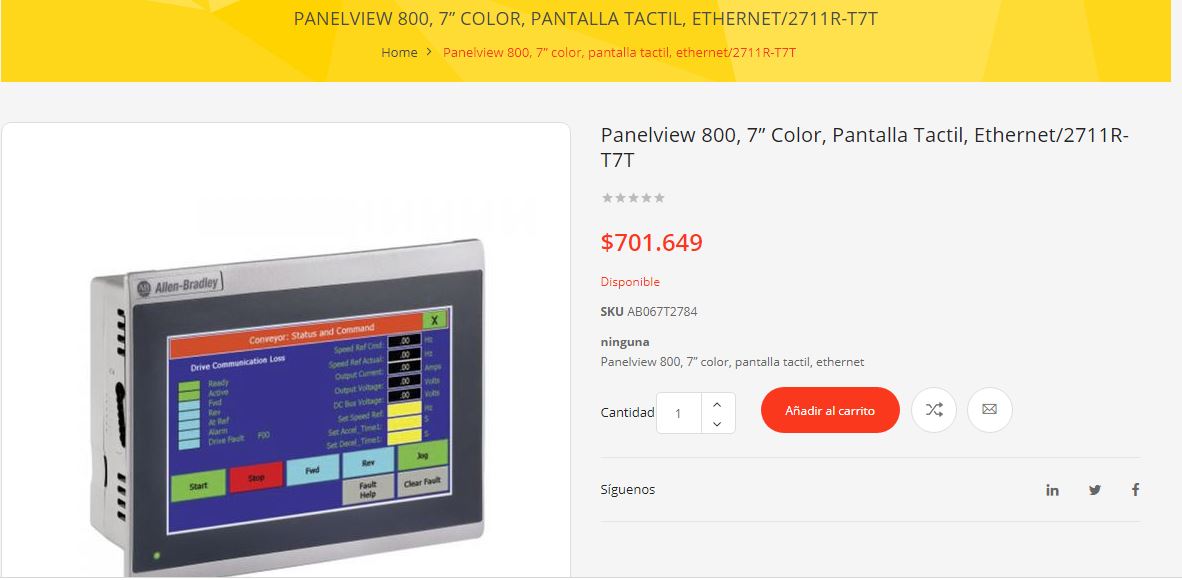 PANELVIEW 800, 7” COLOR, PANTALLA TACTIL, ETHERNET/2711R-T7T
Home > Panelview 800, 7” color, pantalla tactil, ethernet/2711R-T7T
Panelview 800, 7” Color, Pantalla Tactil, Ethernet/2711R-
T7T
$701.649
Disponible
SKU AB067T2784
ninguna
Panelview 800, 7” color, pantalla tactil, ethernet
Cantidad 1
Añadir al carrito
Síguenos
AB Allen-Bradley
Conveyor: Status and Command X
Drive Communication Loss
Ready
Active
Fwd
Rev
At Ref
Alarm
Drive Fault F00
Speed Ref Cmd: .00 Hz
Speed Ref Actual: .00 Hz
Output Current: .00 Amps
Output Voltage: .00 Volts
DC Bus Voltage: .00 Volts
Set Speed Ref: Hz
Set Accel_Time1: S
Set Decel_Time1: S
Start
Stop
Fwd
Rev
Jog
Fault
Help
Clear Fault